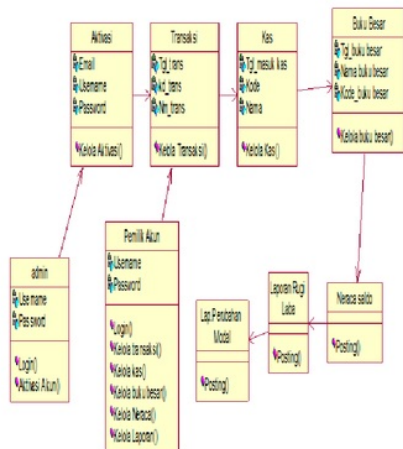 Aktivasi
Email
Username
Password
Kelola Aktivasi()
Transaksi
Tgl_trans
kd_trans
Nm_trans
Kelola Transaksi()
Kas
Tgl_masuk kas
Kode
Nama
Kelola Kas()
Buku Besar
Tgl_buku besar
Nama buku besar
Kode_buku besar
Kelola buku besar()
admin
Username
Password
Login()
Aktivasi Akun()
Pemilik Akun
Username
Password
Login()
Kelola transaksi()
Kelola kas()
Kelola buku besar()
Kelola Neraca()
Kelola Laporan()
Lap.Perubahan
Modal
Posting()
Laporan Rugi
Laba
Posting()
Neraca saldo
Posting()